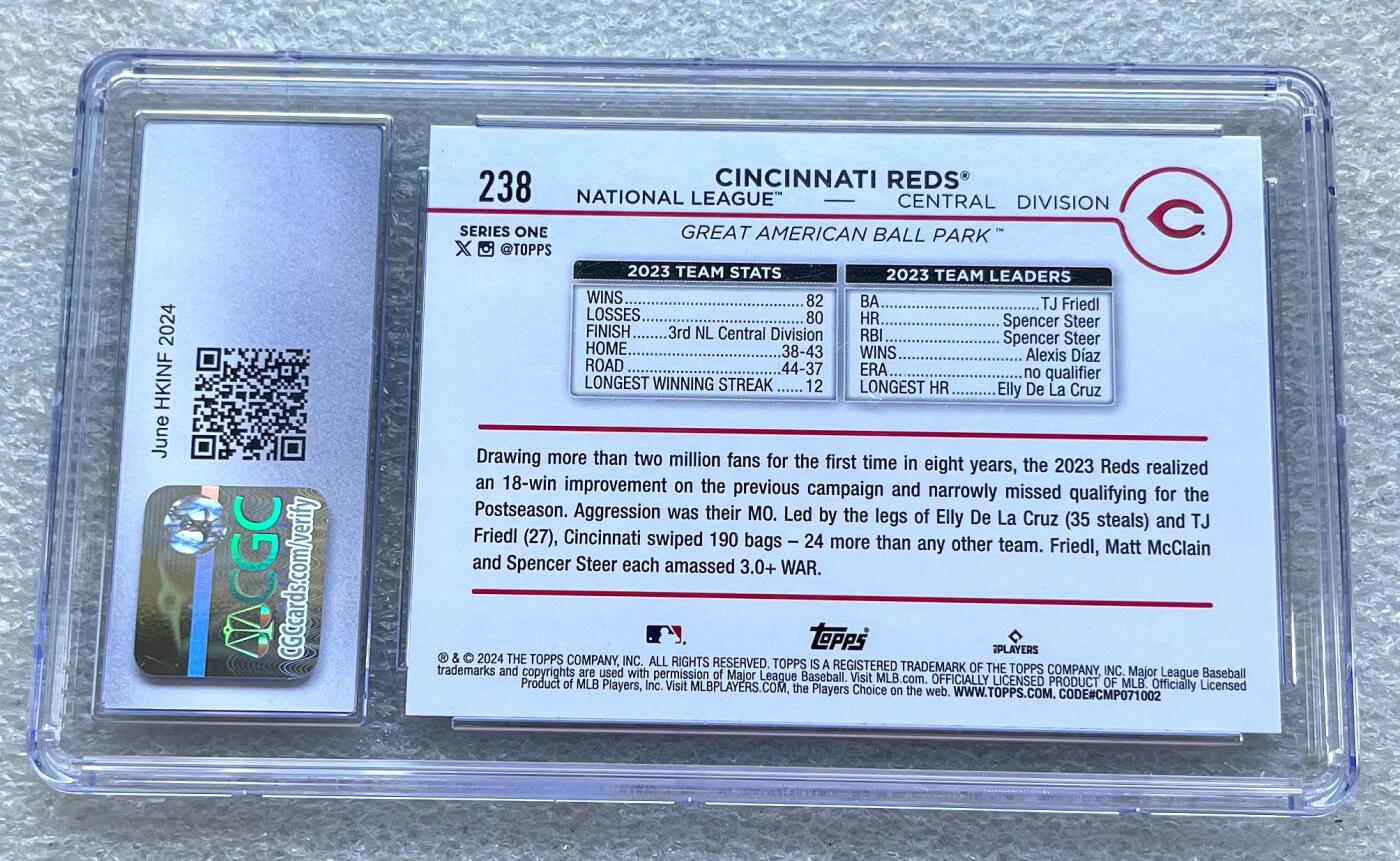 June HKINF 2024
CGC
CGCcards.com/verify
238
CINCINNATI REDS®
NATIONAL LEAGUE™ — CENTRAL DIVISION
SERIES ONE
@TOPPS
GREAT AMERICAN BALL PARK™
C
2023 TEAM STATS
WINS........................................82
LOSSES.....................................80
FINISH........3rd NL Central Division
HOME..................................38-43
ROAD..................................44-37
LONGEST WINNING STREAK ......12
2023 TEAM LEADERS
BA....................................TJ Friedl
HR...........................Spencer Steer
RBI..........................Spencer Steer
WINS...........................Alexis Díaz
ERA............................no qualifier
LONGEST HR ..........Elly De La Cruz
Drawing more than two million fans for the first time in eight years, the 2023 Reds realized
an 18-win improvement on the previous campaign and narrowly missed qualifying for the
Postseason. Aggression was their MO. Led by the legs of Elly De La Cruz (35 steals) and TJ
Friedl (27), Cincinnati swiped 190 bags – 24 more than any other team. Friedl, Matt McClain
and Spencer Steer each amassed 3.0+ WAR.
Topps
PLAYERS
® & © 2024 THE TOPPS COMPANY, INC. ALL RIGHTS RESERVED. TOPPS IS A REGISTERED TRADEMARK OF THE TOPPS COMPANY, INC. Major League Baseball
trademarks and copyrights are used with permission of Major League Baseball. Visit MLB.com. OFFICIALLY LICENSED PRODUCT OF MLB. Officially Licensed
Product of MLB Players, Inc. Visit MLBPLAYERS.COM, the Players Choice on the web. WWW.TOPPS.COM. CODE#CMP071002